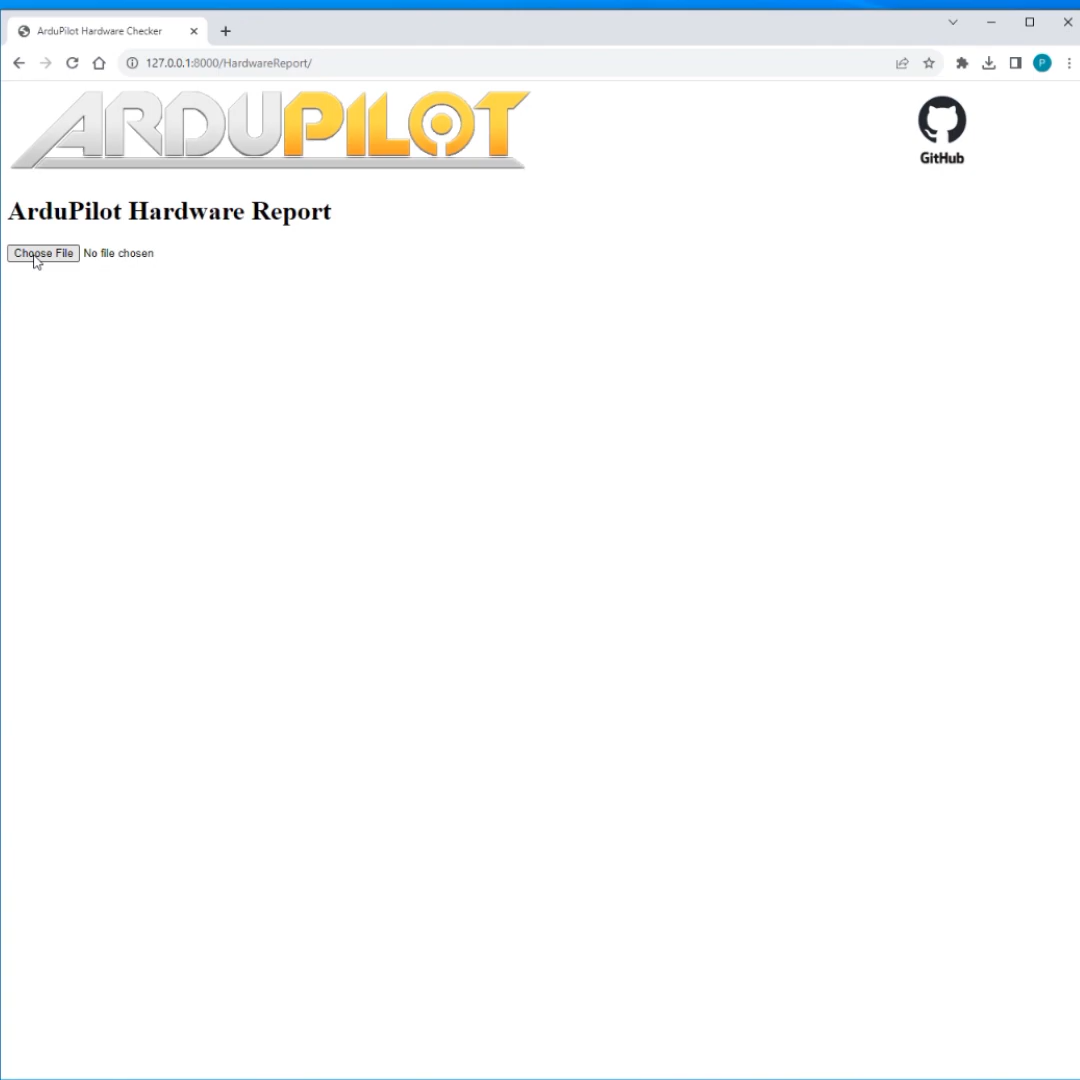 ArduPilot Hardware Checker
127.0.0.1:8000/HardwareReport/
P
ARDUPILOT
GitHub
ArduPilot Hardware Report
Choose File No file chosen